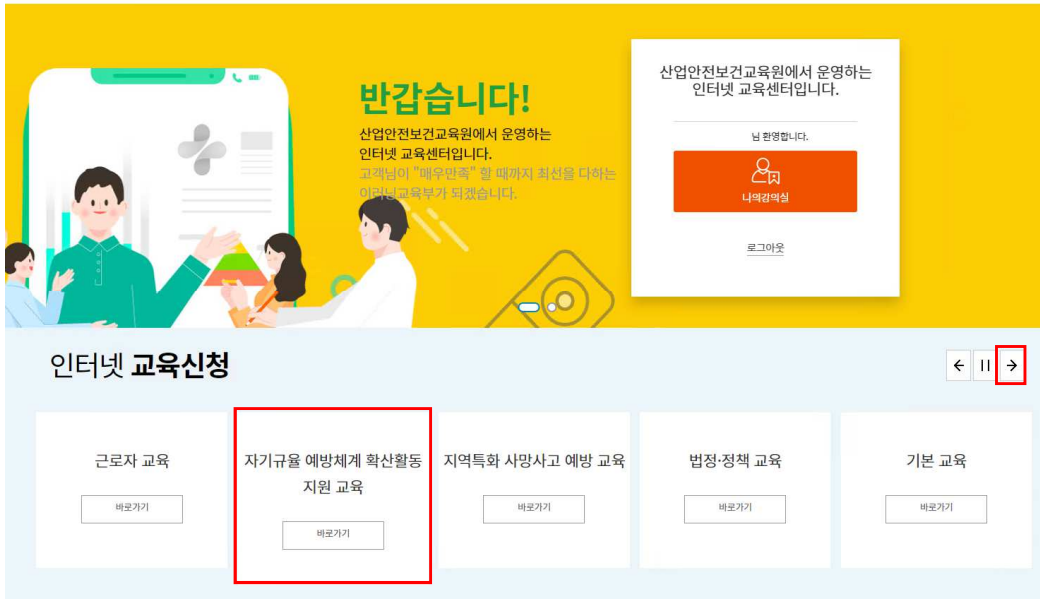 반갑습니다!
산업안전보건교육원에서 운영하는
인터넷 교육센터입니다.
고객님이 "매우만족" 할 때까지 최선을 다하는
이러닝교육부가 되겠습니다.
산업안전보건교육원에서 운영하는
인터넷 교육센터입니다.
님 환영합니다.
나의강의실
로그아웃
인터넷 교육신청
근로자 교육
바로가기
자기규율 예방체계 확산활동
지원 교육
바로가기
지역특화 사망사고 예방 교육
바로가기
법정·정책 교육
바로가기
기본 교육
바로가기